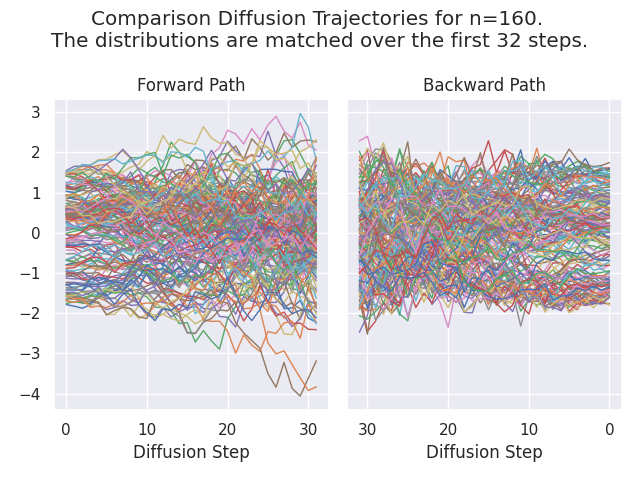 Comparison Diffusion Trajectories for n=160.
The distributions are matched over the first 32 steps.
Forward Path
Backward Path
3
2
1
0
−1
−2
−3
−4
0
10
20
30
30
20
10
0
Diffusion Step
Diffusion Step